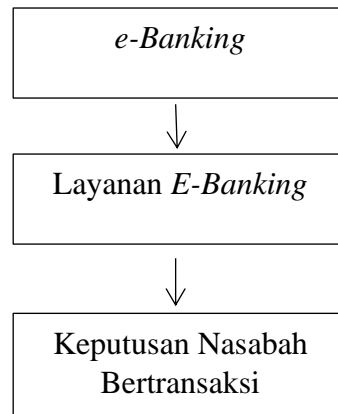 e-Banking
Layanan E-Banking
Keputusan Nasabah
Bertransaksi